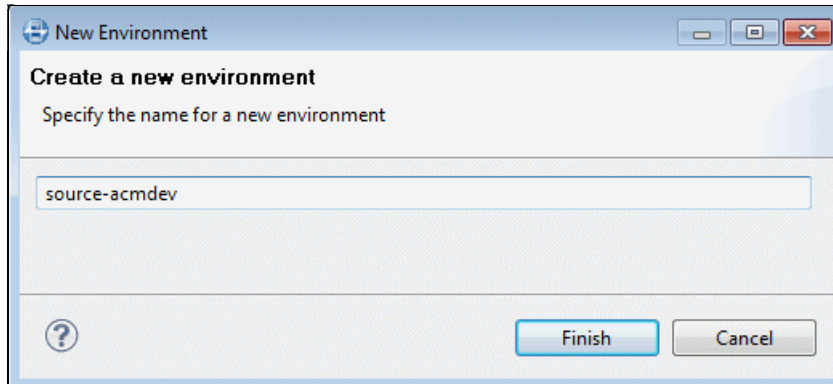 New Environment
Create a new environment
Specify the name for a new environment
source-acmdev
?
Finish
Cancel